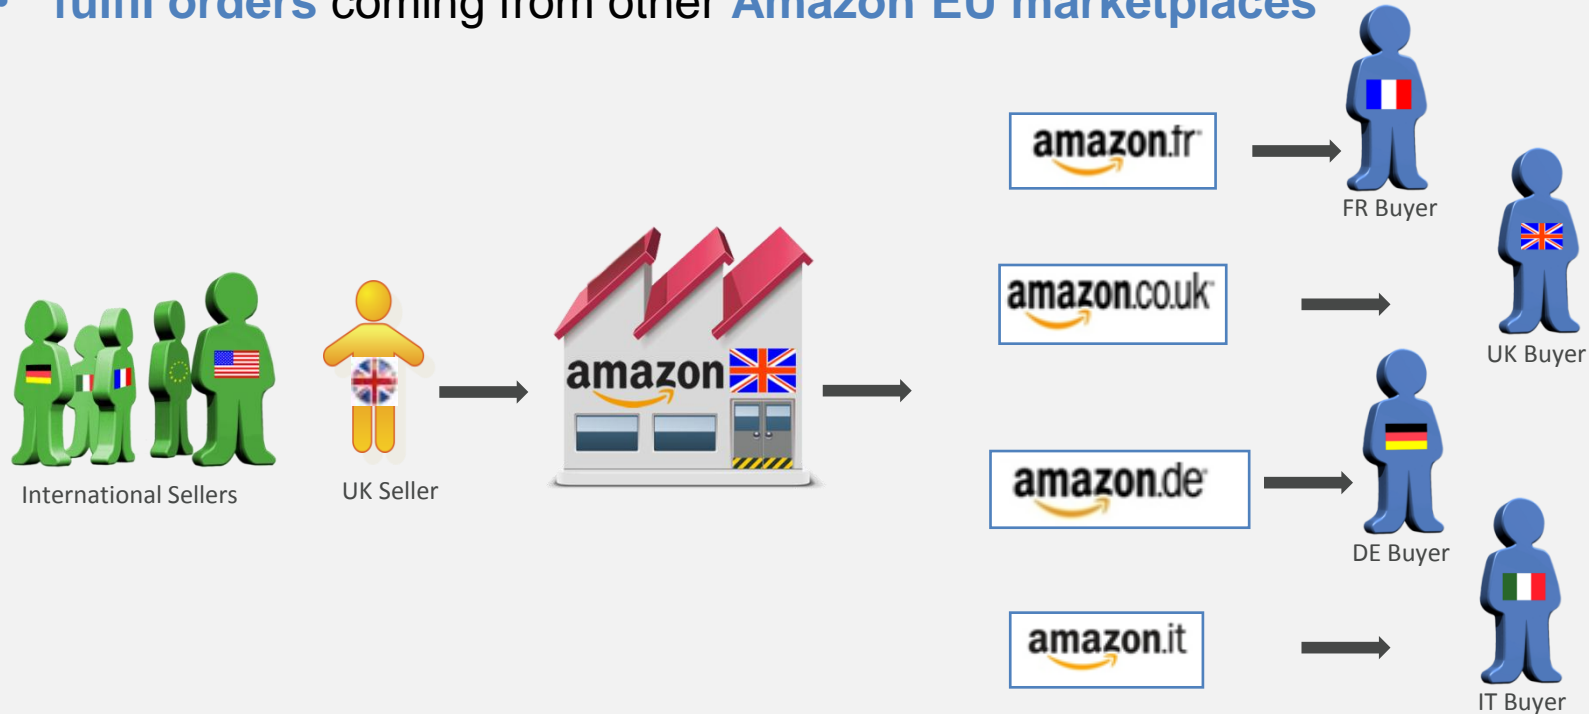 • fulfil orders coming from other Amazon EU marketplaces
amazon.fr
FR Buyer
amazon.co.uk
UK Buyer
amazon
International Sellers
UK Seller
amazon.de
DE Buyer
amazon.it
IT Buyer